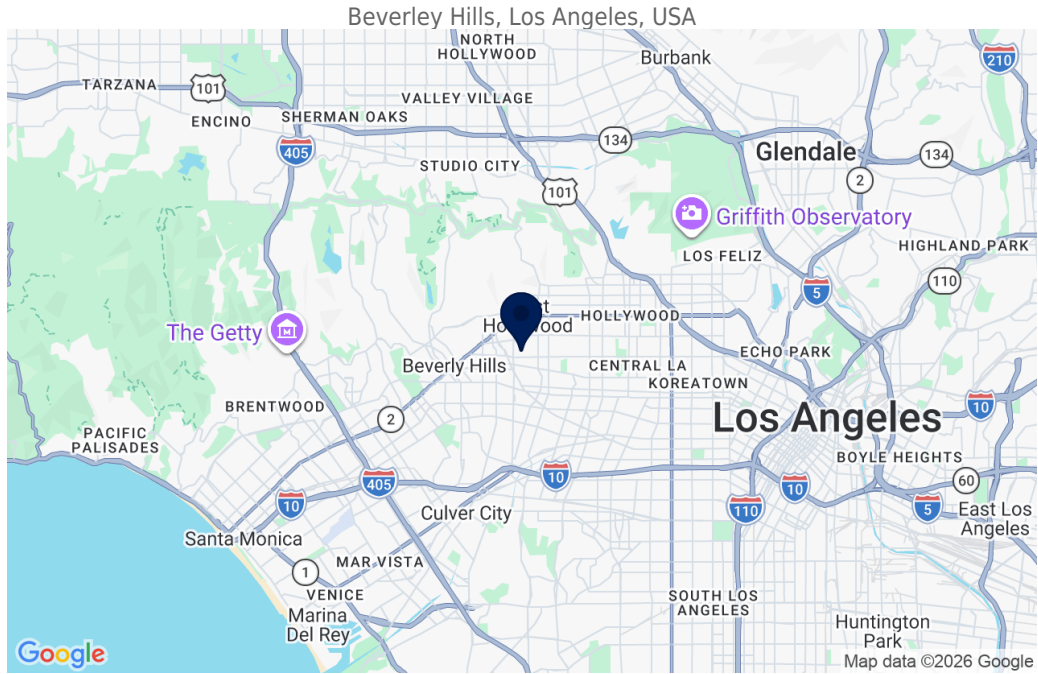 Beverley Hills, Los Angeles, USA
NORTH
HOLLYWOOD
Burbank
210
TARZANA
101
ENCINO
VALLEY VILLAGE
SHERMAN OAKS
134
405
STUDIO CITY
Glendale
134
2
101
Griffith Observatory
HIGHLAND PARK
LOS FELIZ
110
5
The Getty
HOLLYWOOD
Beverly Hills
ECHO PARK
CENTRAL LA
KOREATOWN
BRENTWOOD
2
10
Los Angeles
PACIFIC
PALISADES
BOYLE HEIGHTS
405
10
10
60
10
110
5
Culver City
East Los
Angeles
Santa Monica
MAR VISTA
1
VENICE
SOUTH LOS
ANGELES
Marina
Del Rey
Huntington
Park
Google
Map data ©2026 Google